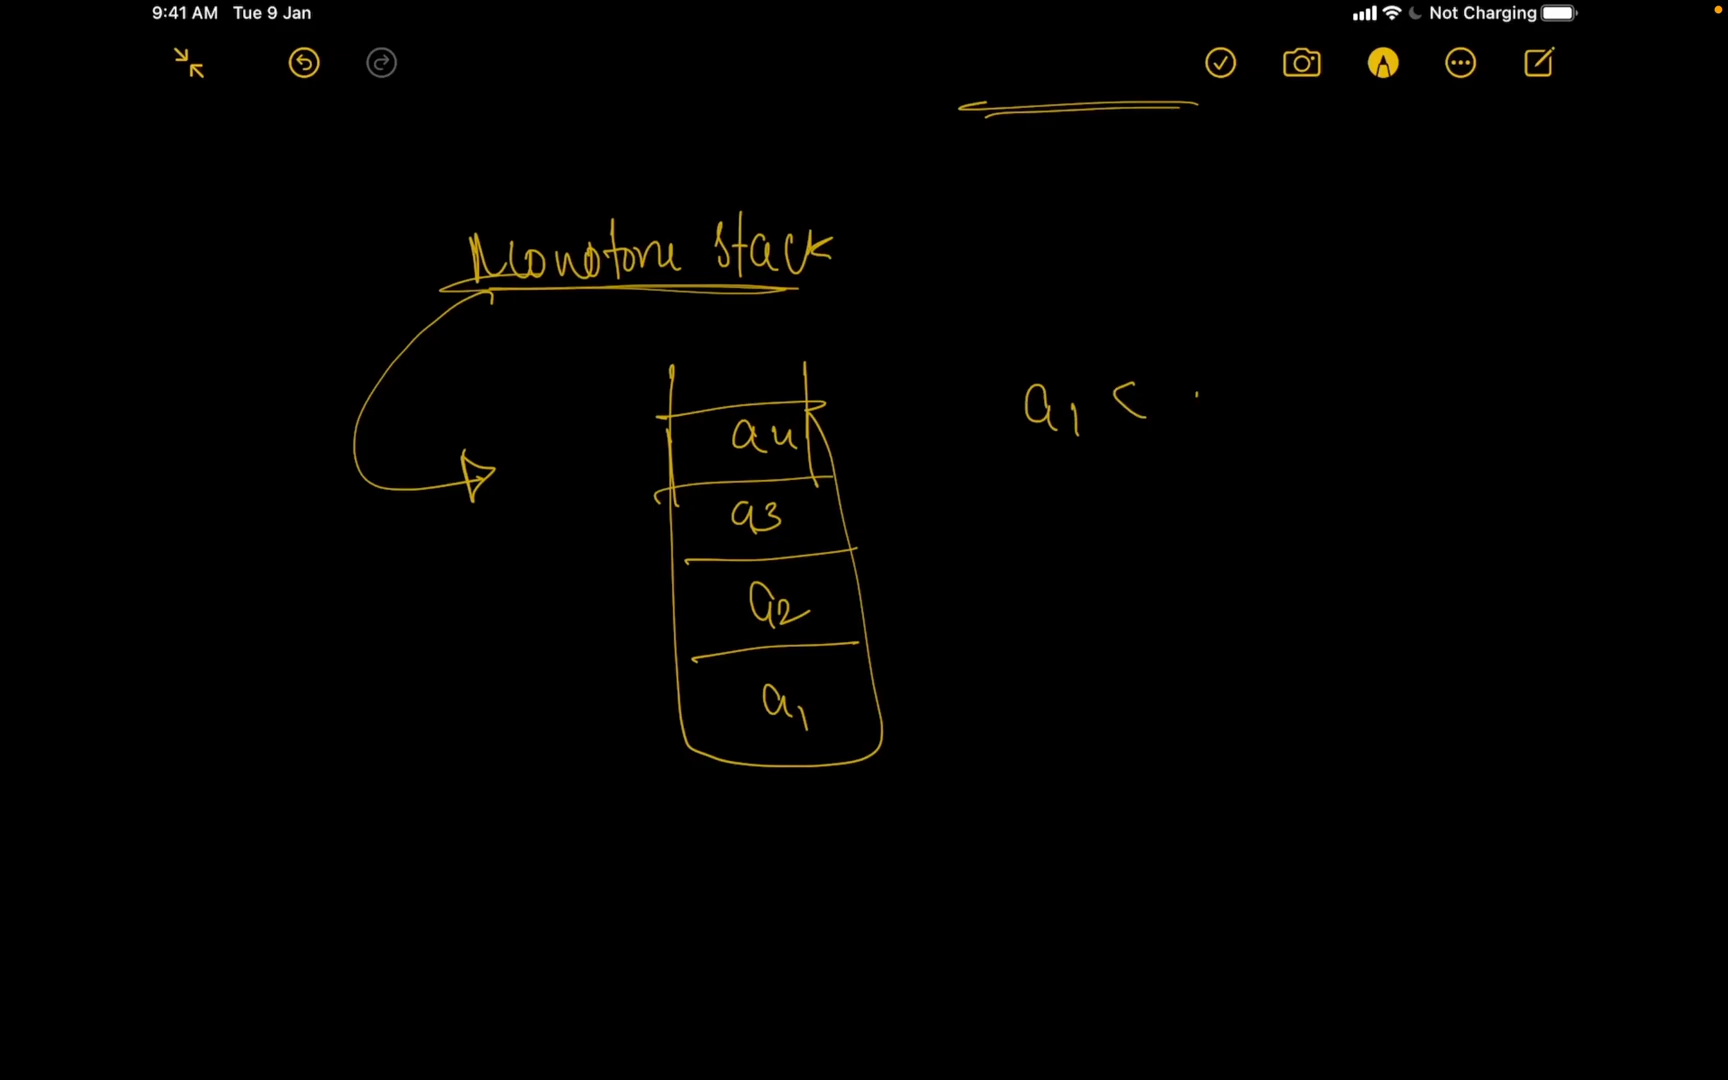 9:41 AM Tue 9 Jan
Not Charging
Monotone Stack
a1 <
a4
a3
a2
a1